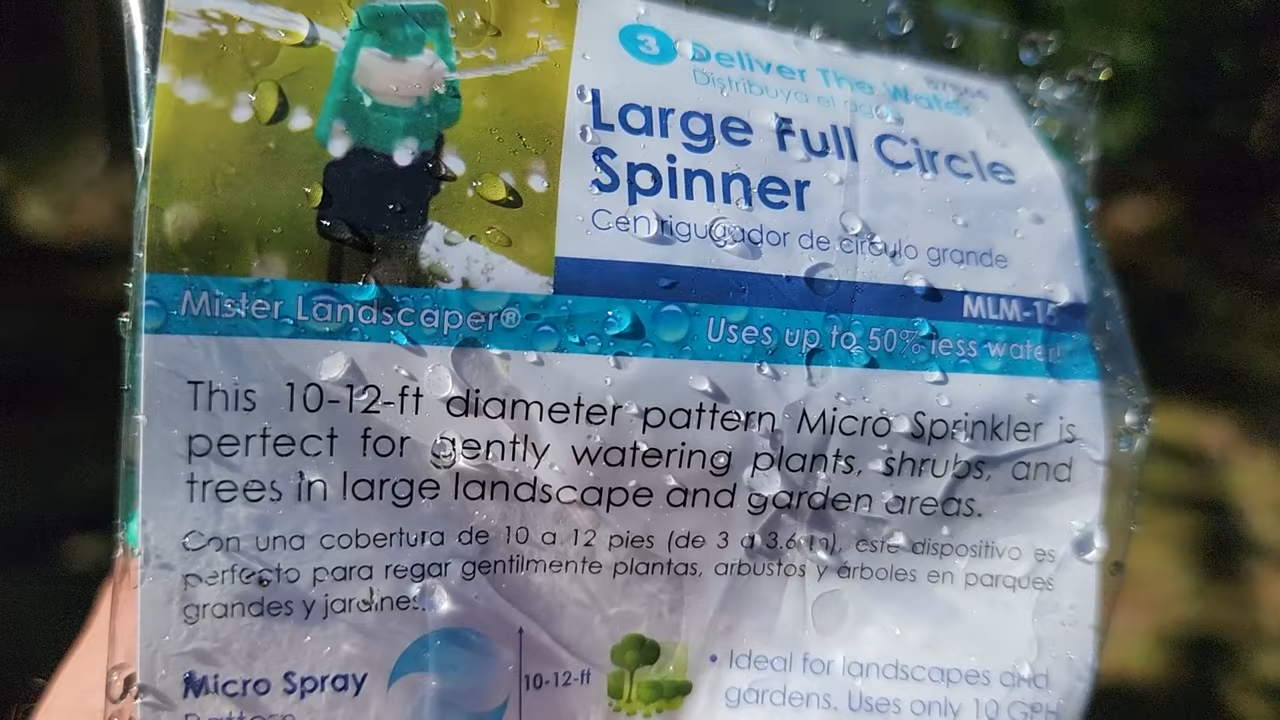 3 Deliver The Water
Distribuya el agua
Large Full Circle
Spinner
Centrigugador de círculo grande
MLM-15
Mister Landscaper®
Uses up to 50% less water!
This 10-12-ft diameter pattern Micro Sprinkler is
perfect for gently watering plants, shrubs, and
trees in large landscape and garden areas.
Con una cobertura de 10 a 12 pies (de 3 a 3.6 m), este dispositivo es
perfecto para regar gentilmente plantas, arbustos y árboles en parques
grandes y jardines.
Micro Spray
Pattern
10-12-ft
• Ideal for landscapes and
gardens. Uses only 10 GPH